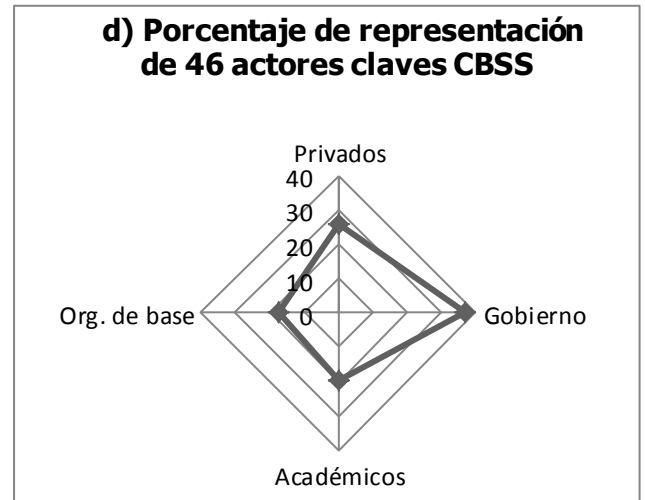 d) Porcentaje de representación
de 46 actores claves CBSS
Privados
40
30
20
10
0
Org. de base
Gobierno
Académicos